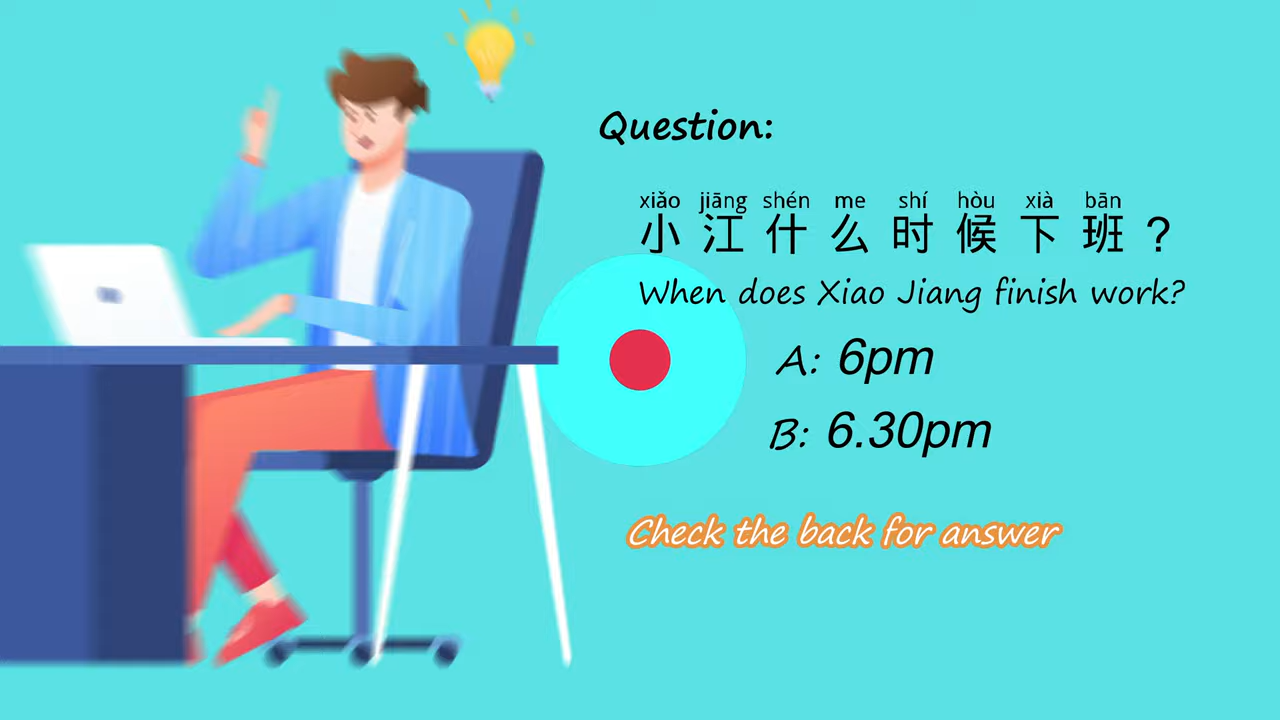 Question:
xiǎo jiāng shén me shí hòu xià bān
小江什么时候下班？
When does Xiao Jiang finish work?
A: 6pm
B: 6.30pm
Check the back for answer